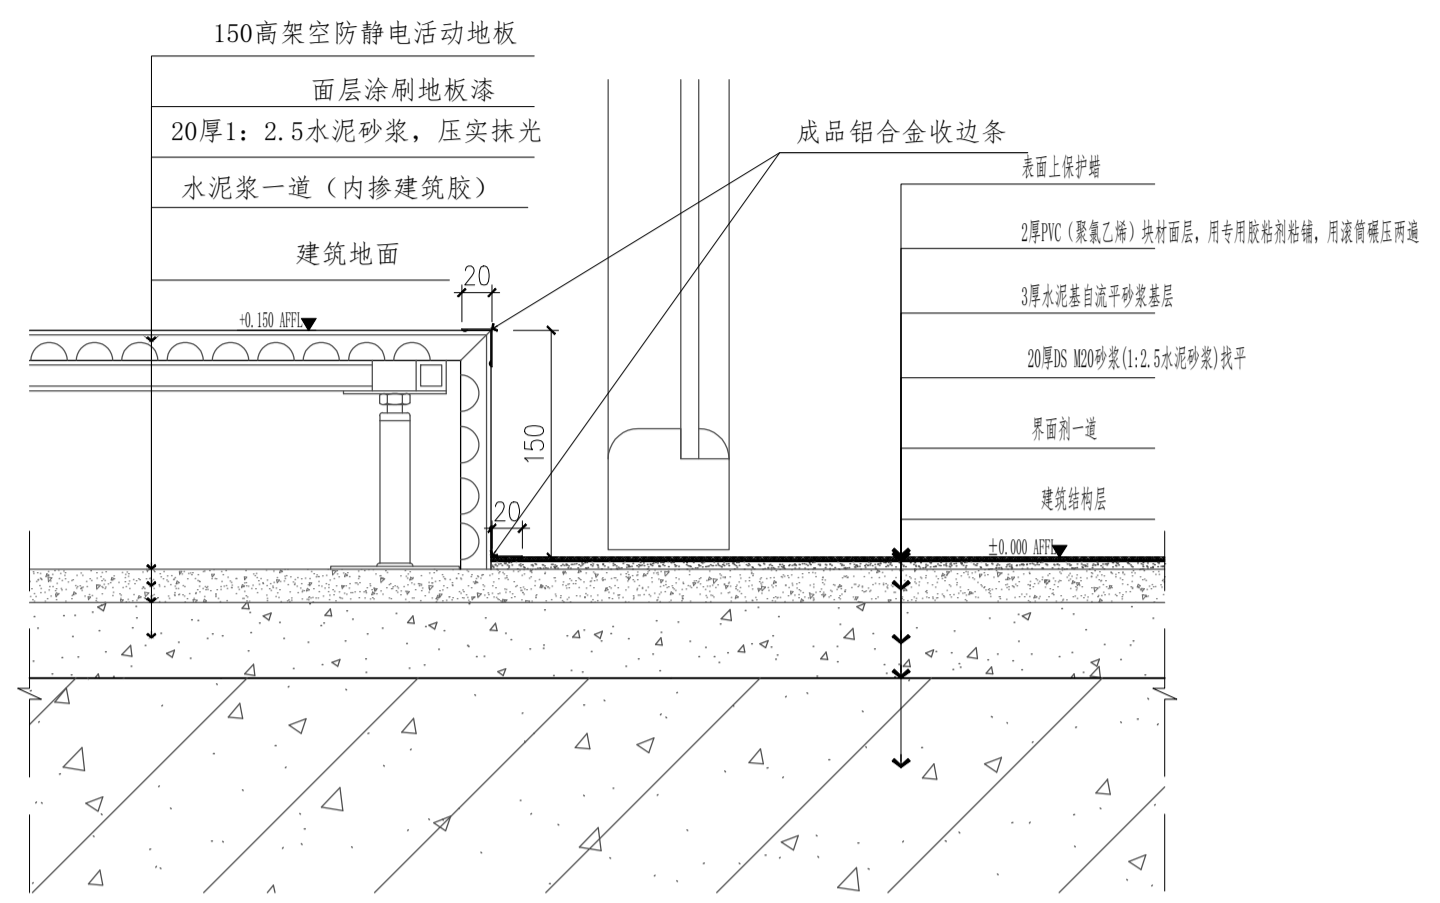 150高架空防静电活动地板
面层涂刷地板漆
20厚1：2.5水泥砂浆，压实抹光
水泥浆一道（内掺建筑胶）
建筑地面
20
+0.150 AFFL
150
20
成品铝合金收边条
表面上保护蜡
2厚PVC（聚氯乙烯）块材面层，用专用胶粘剂粘铺，用滚筒碾压两遍
3厚水泥基自流平砂浆基层
20厚DS M20砂浆(1:2.5水泥砂浆)找平
界面剂一道
建筑结构层
±0.000 AFFL